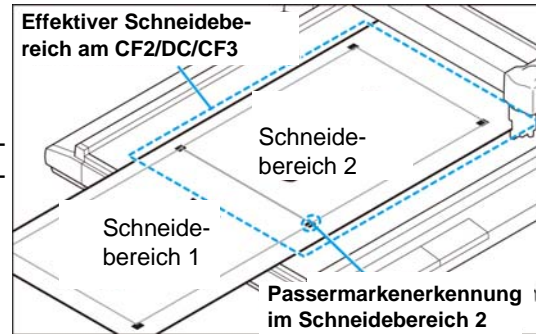 Effektiver Schneidebe-
reich am CF2/DC/CF3
Schneide-
bereich 2
Schneide-
bereich 1
Passermarkenerkennung
im Schneidebereich 2